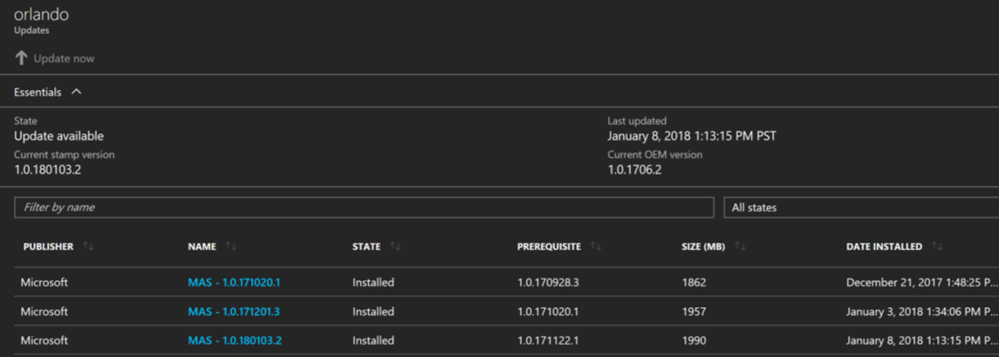 orlando
Updates
Update now
Essentials
State
Last updated
Update available
January 8, 2018 1:13:15 PM PST
Current stamp version
Current OEM version
1.0.180103.2
1.0.1706.2
Filter by name
All states
PUBLISHER NAME STATE PREREQUISITE SIZE (MB) DATE INSTALLED
Microsoft MAS - 1.0.171020.1 Installed 1.0.170928.3 1862 December 21, 2017 1:48:25 P...
Microsoft MAS - 1.0.171201.3 Installed 1.0.171020.1 1957 January 3, 2018 1:34:06 PM P...
Microsoft MAS - 1.0.180103.2 Installed 1.0.171122.1 1990 January 8, 2018 1:13:15 PM P...